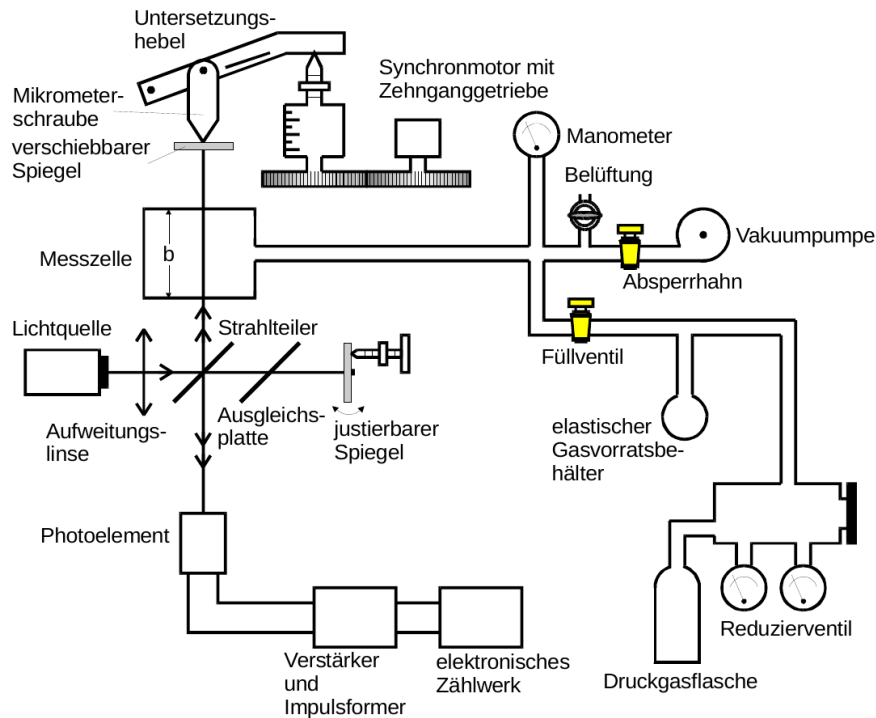 Untersetzungs-
hebel
Synchronmotor mit
Zehnganggetriebe
Mikrometer-
schraube
verschiebbarer
Spiegel
Manometer
Belüftung
Vakuumpumpe
Messzelle
b
Absperrhahn
Lichtquelle
Strahlteiler
Füllventil
Aufweitungs-
linse
Ausgleichs-
platte
justierbarer
Spiegel
elastischer
Gasvorratsbe-
hälter
Photoelement
Reduzierventil
Verstärker
und
Impulsformer
elektronisches
Zählwerk
Druckgasflasche